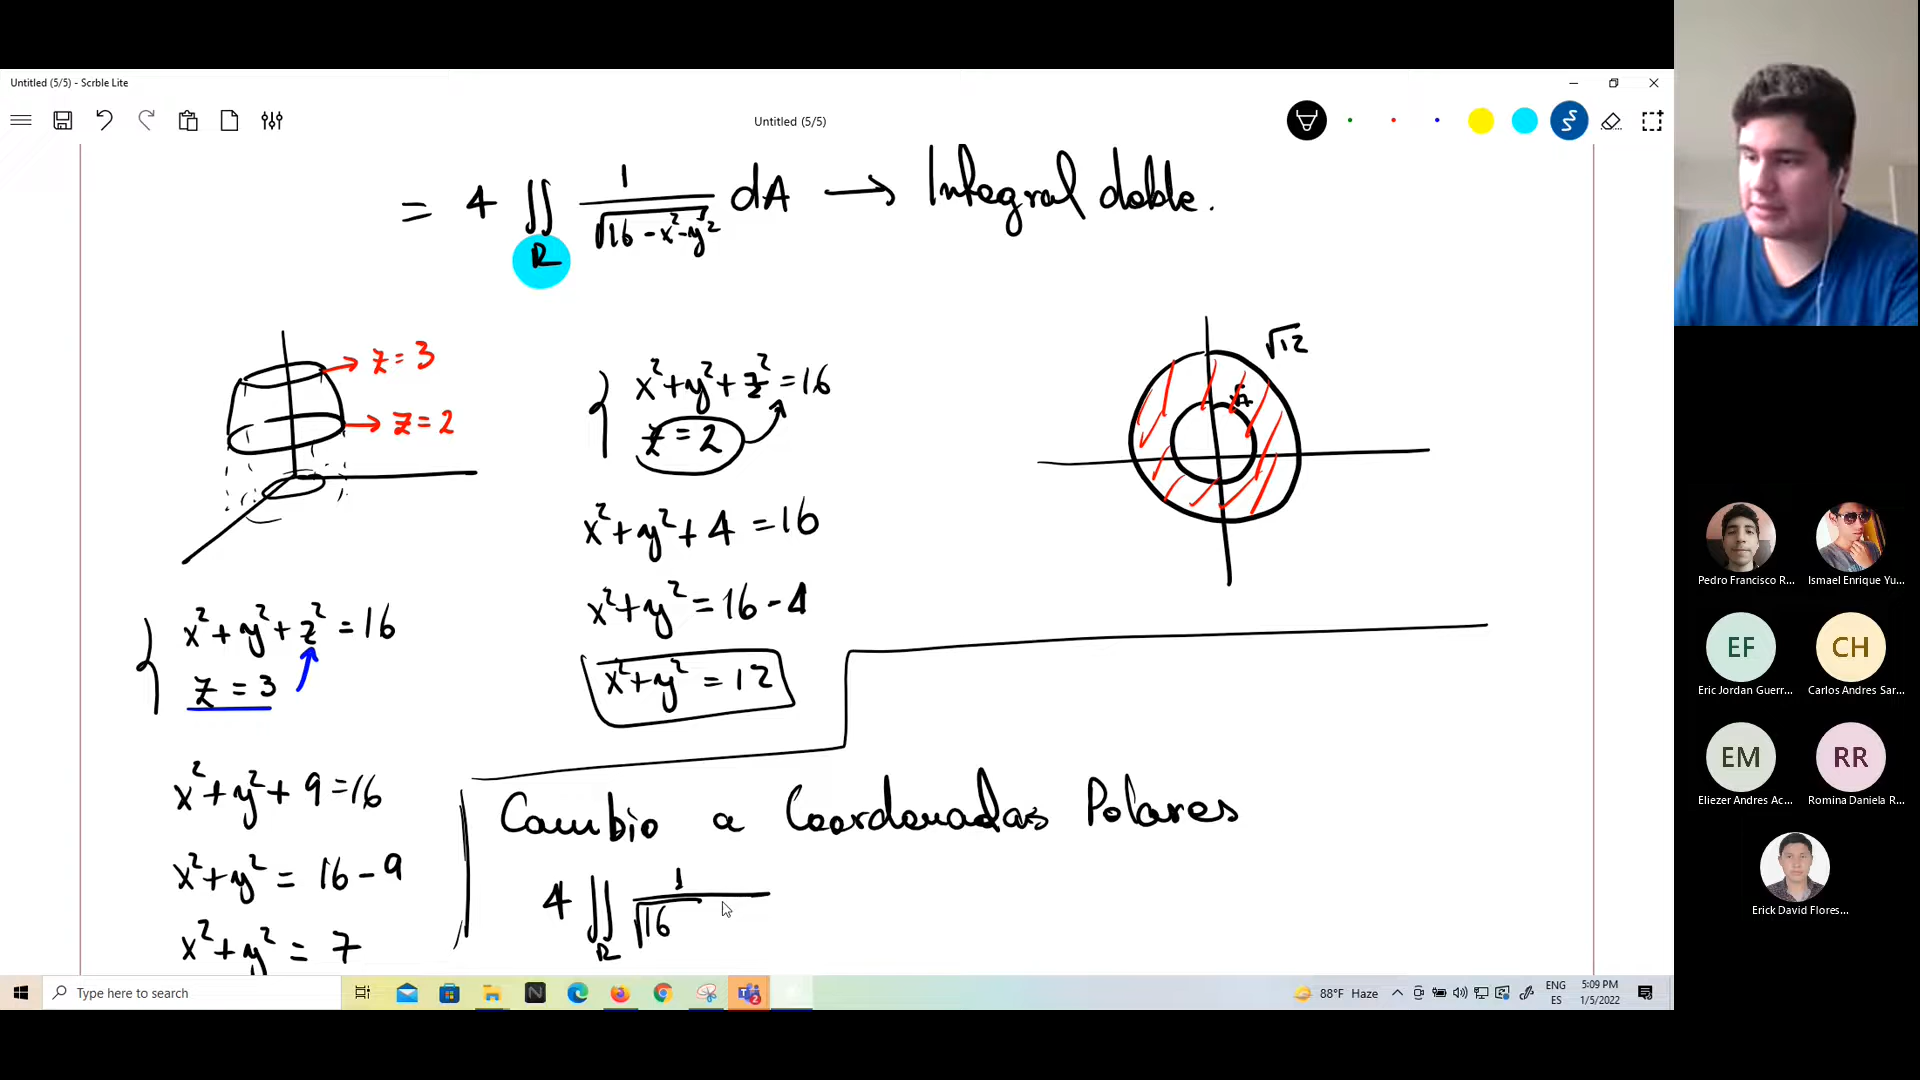 Untitled (5/5) - Scrble Lite
Untitled (5/5)
= 4 ∬_R 1/√(16 - x² - y²) dA → Integral doble.
z = 3
z = 2
x² + y² + z² = 16
z = 2
x² + y² + 4 = 16
x² + y² = 16 - 4
x² + y² = 12
√12
√7
x² + y² + z² = 16
z = 3
x² + y² + 9 = 16
x² + y² = 16 - 9
x² + y² = 7
Cambio a Coordenadas Polares
4 ∬_R 1/√16
Pedro Francisco R...
Ismael Enrique Yu...
EF
Eric Jordan Guerr...
CH
Carlos Andres Sar...
EM
Eliezer Andres Ac...
RR
Romina Daniela R...
Erick David Flores...
Type here to search
N
2
88°F Haze
ENG
ES
5:09 PM
1/5/2022